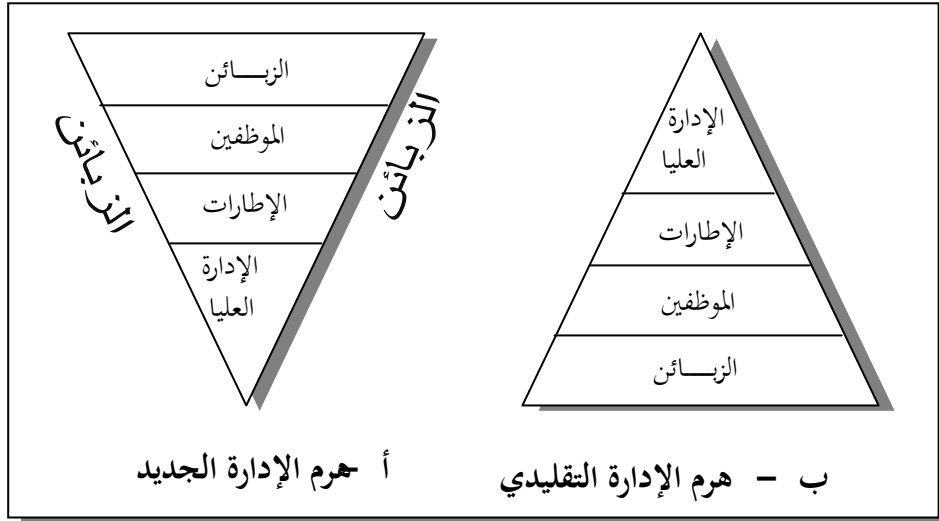 الإدارة
العليا
الإطارات
الموظفين
الزبـــائن
ب – هرم الإدارة التقليدي
الزبـــائن
الموظفين
الإطارات
الإدارة
العليا
الزبائن
الزبائن
أ هرم الإدارة الجديد